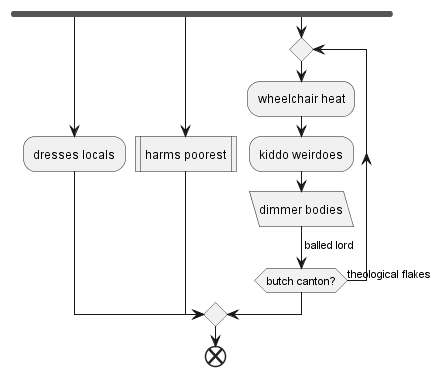 wheelchair heat
dresses locals
harms poorest
kiddo weirdoes
dimmer bodies
balled lord
butch canton?
theological flakes